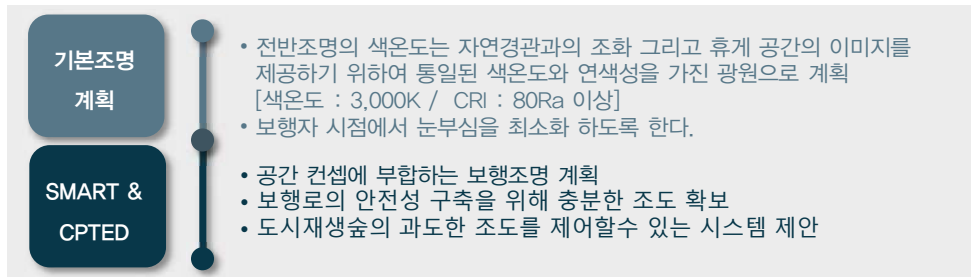 기본조명
계획
• 전반조명의 색온도는 자연경관과의 조화 그리고 휴게 공간의 이미지를
제공하기 위하여 통일된 색온도와 연색성을 가진 광원으로 계획
[색온도 : 3,000K / CRI : 80Ra 이상]
• 보행자 시점에서 눈부심을 최소화 하도록 한다.
SMART &
CPTED
• 공간 컨셉에 부합하는 보행조명 계획
• 보행로의 안전성 구축을 위해 충분한 조도 확보
• 도시재생숲의 과도한 조도를 제어할수 있는 시스템 제안